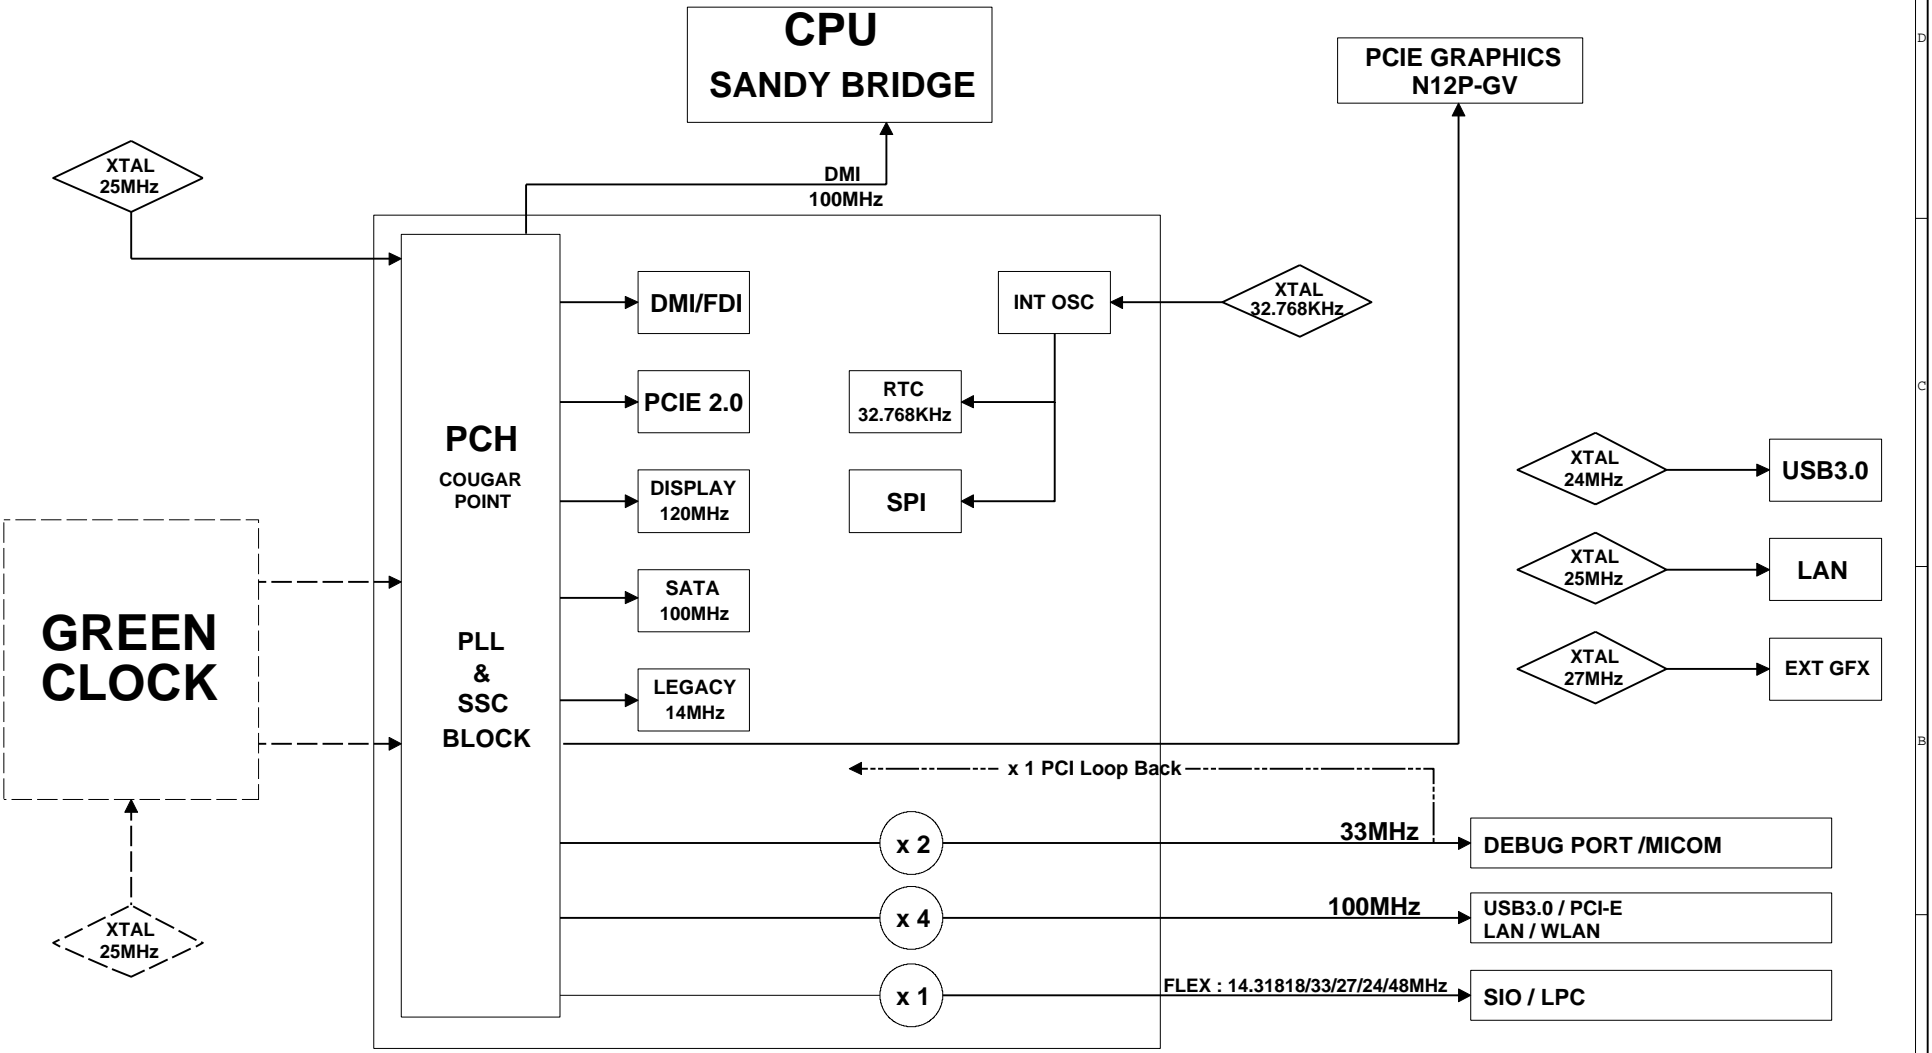 CPU
SANDY BRIDGE
PCIE GRAPHICS
N12P-GV
D
XTAL
25MHz
DMI
100MHz
DMI/FDI
INT OSC
XTAL
32.768KHz
PCIE 2.0
RTC
32.768KHz
C
PCH
COUGAR
POINT
DISPLAY
120MHz
SPI
XTAL
24MHz
USB3.0
XTAL
25MHz
LAN
SATA
100MHz
GREEN
CLOCK
PLL
&
SSC
BLOCK
LEGACY
14MHz
XTAL
27MHz
EXT GFX
B
x 1 PCI Loop Back
x 2
33MHz
DEBUG PORT /MICOM
XTAL
25MHz
x 4
100MHz
USB3.0 / PCI-E
LAN / WLAN
x 1
FLEX : 14.31818/33/27/24/48MHz
SIO / LPC